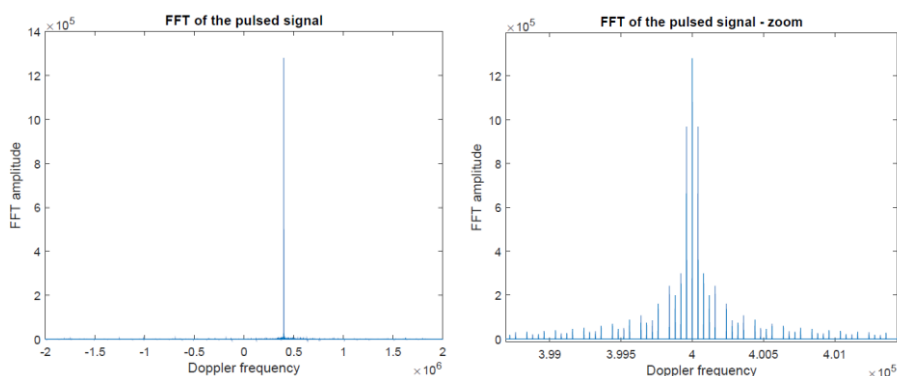 FFT of the pulsed signal
×10^5
14
12
10
8
6
4
2
0
FFT amplitude
-2 -1.5 -1 -0.5 0 0.5 1 1.5 2
Doppler frequency
×10^6
FFT of the pulsed signal - zoom
×10^5
12
10
8
6
4
2
0
FFT amplitude
3.99 3.995 4 4.005 4.01
Doppler frequency
×10^5